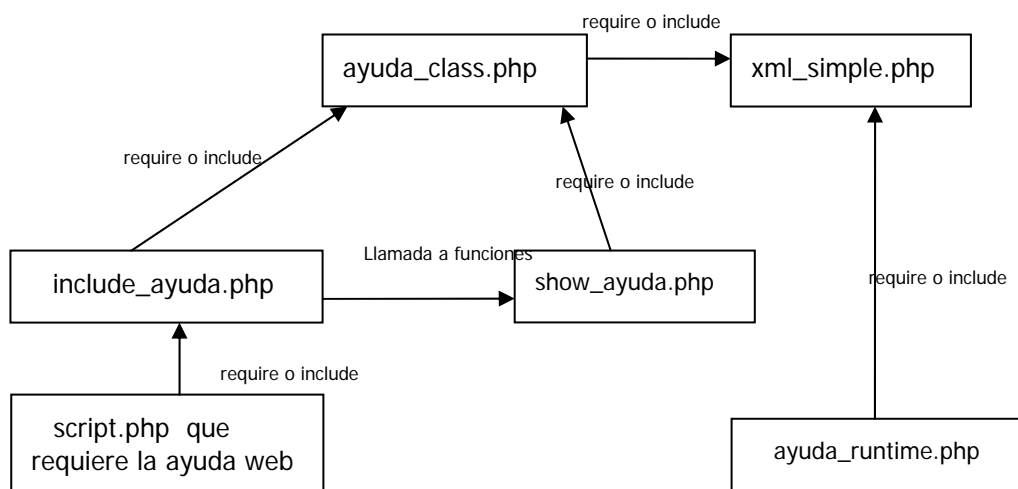 require o include
ayuda_class.php
xml_simple.php
require o include
require o include
Llamada a funciones
include_ayuda.php
show_ayuda.php
require o include
require o include
script.php que
requiere la ayuda web
ayuda_runtime.php